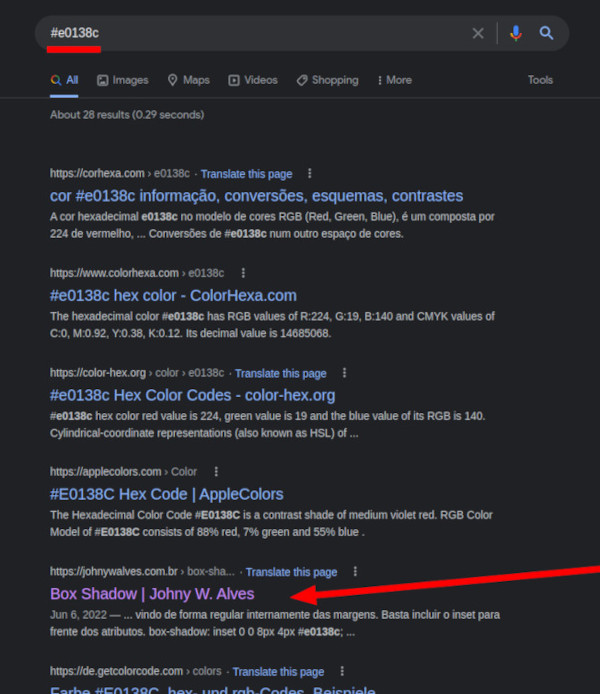 #e0138c
All Images Maps Videos Shopping More Tools
About 28 results (0.29 seconds)
https://corhexa.com › e0138c · Translate this page
cor #e0138c informação, conversões, esquemas, contrastes
A cor hexadecimal e0138c no modelo de cores RGB (Red, Green, Blue), é um composta por
224 de vermelho, ... Conversões de #e0138c num outro espaço de cores.
https://www.colorhexa.com › e0138c
#e0138c hex color - ColorHexa.com
The hexadecimal color #e0138c has RGB values of R:224, G:19, B:140 and CMYK values of
C:0, M:0.92, Y:0.38, K:0.12. Its decimal value is 14685068.
https://color-hex.org › color › e0138c · Translate this page
#e0138c Hex Color Codes - color-hex.org
#e0138c hex color red value is 224, green value is 19 and the blue value of its RGB is 140.
Cylindrical-coordinate representations (also known as HSL) of ...
https://applecolors.com › Color
#E0138C Hex Code | AppleColors
The Hexadecimal Color Code #E0138C is a contrast shade of medium violet red. RGB Color
Model of #E0138C consists of 88% red, 7% green and 55% blue .
https://johnywalves.com.br › box-sha... · Translate this page
Box Shadow | Johny W. Alves
Jun 6, 2022 — ... vindo de forma regular internamente das margens. Basta incluir o inset para
frente dos atributos. box-shadow: inset 0 0 8px 4px #e0138c; ...
https://de.getcolorcode.com › colors · Translate this page
Farbe #E0138C, hex- und rgb-Codes, Beispiele